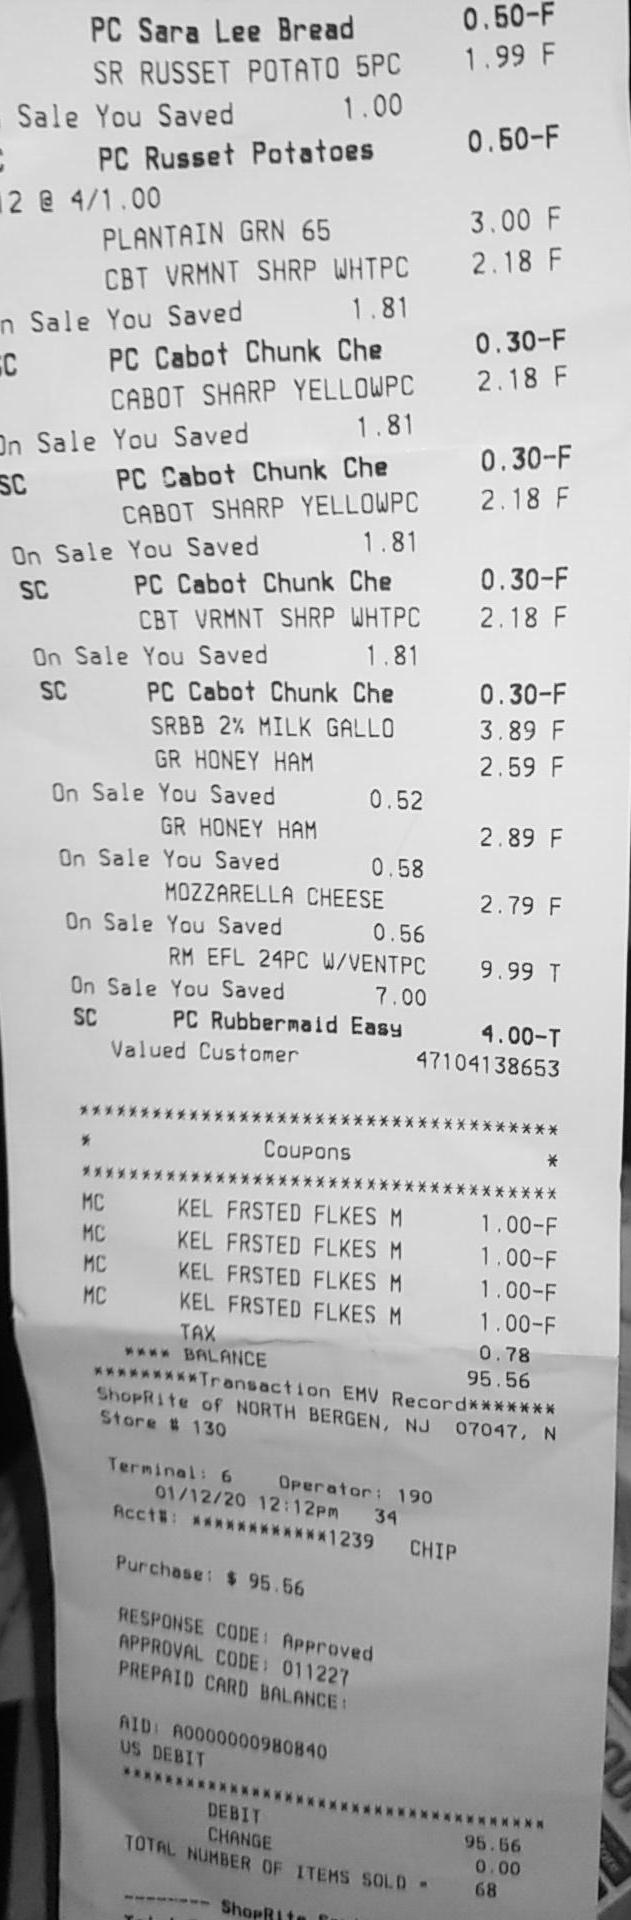 PC Sara Lee Bread 0.50-F
SR RUSSET POTATO 5PC 1.99 F
Sale You Saved 1.00
C PC Russet Potatoes 0.50-F
12 @ 4/1.00
PLANTAIN GRN 65 3.00 F
CBT VRMNT SHRP WHTPC 2.18 F
n Sale You Saved 1.81
SC PC Cabot Chunk Che 0.30-F
CABOT SHARP YELLOWPC 2.18 F
On Sale You Saved 1.81
SC PC Cabot Chunk Che 0.30-F
CABOT SHARP YELLOWPC 2.18 F
On Sale You Saved 1.81
SC PC Cabot Chunk Che 0.30-F
CBT VRMNT SHRP WHTPC 2.18 F
On Sale You Saved 1.81
SC PC Cabot Chunk Che 0.30-F
SRBB 2% MILK GALLO 3.89 F
GR HONEY HAM 2.59 F
On Sale You Saved 0.52
GR HONEY HAM 2.89 F
On Sale You Saved 0.58
MOZZARELLA CHEESE 2.79 F
On Sale You Saved 0.56
RM EFL 24PC W/VENTPC 9.99 T
On Sale You Saved 7.00
SC PC Rubbermaid Easy 4.00-T
Valued Customer 47104138653
***************************************
* Coupons *
***************************************
MC KEL FRSTED FLKES M 1.00-F
MC KEL FRSTED FLKES M 1.00-F
MC KEL FRSTED FLKES M 1.00-F
MC KEL FRSTED FLKES M 1.00-F
TAX 0.78
**** BALANCE 95.56
*********Transaction EMV Record*******
ShopRite of NORTH BERGEN, NJ 07047, N
Store # 130
Terminal: 6 Operator: 190
01/12/20 12:12pm 34
Acct#: ************1239 CHIP
Purchase: $ 95.56
RESPONSE CODE: Approved
APPROVAL CODE: 011227
PREPAID CARD BALANCE:
AID: A0000000980840
US DEBIT
***************************************
DEBIT 95.56
CHANGE 0.00
TOTAL NUMBER OF ITEMS SOLD = 68
-------- ShopRite